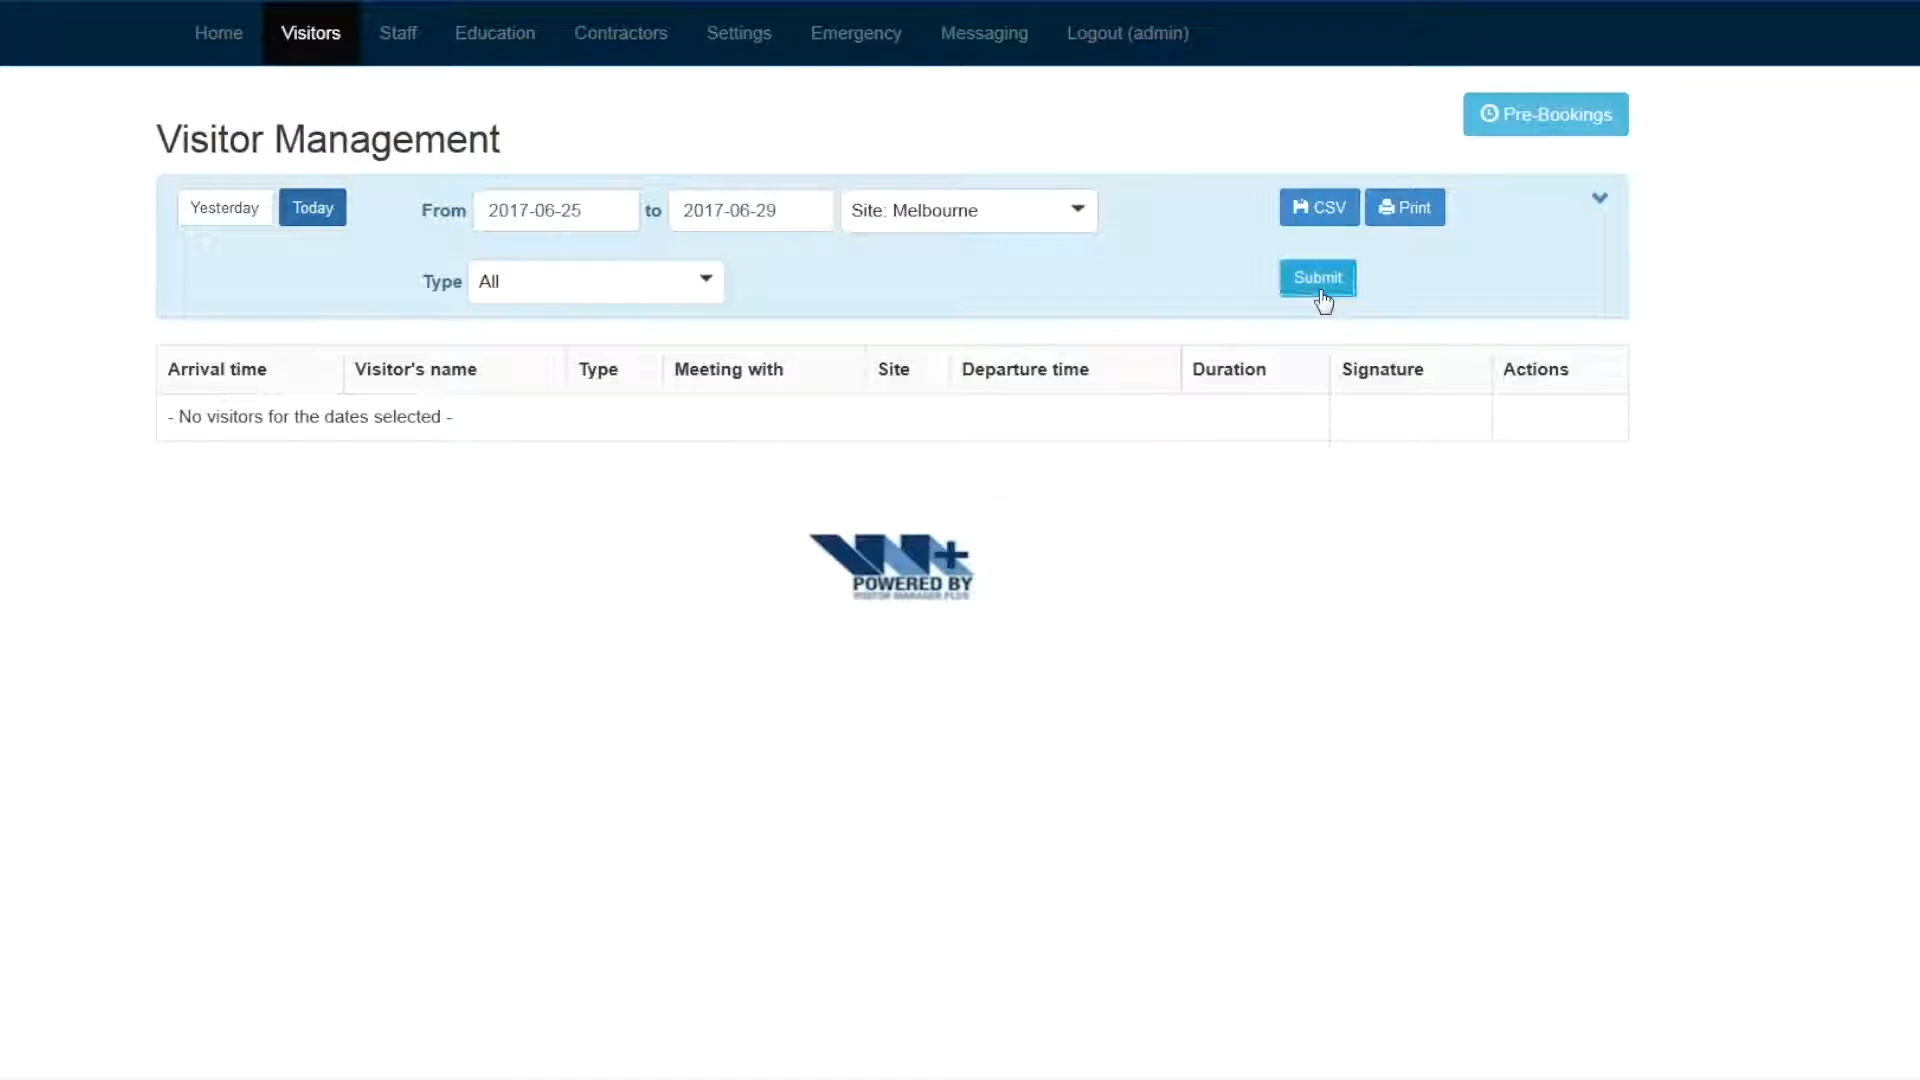 Home Visitors Staff Education Contractors Settings Emergency Messaging Logout (admin)
Pre-Bookings
Visitor Management
Yesterday Today From 2017-06-25 to 2017-06-29 Site: Melbourne CSV Print
Type All Submit
Arrival time Visitor's name Type Meeting with Site Departure time Duration Signature Actions
- No visitors for the dates selected -
POWERED BY
VISITOR MANAGER PLUS